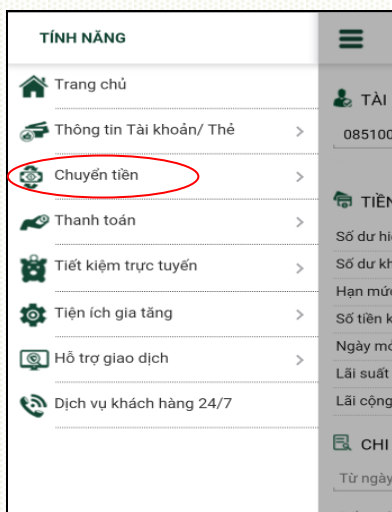 TÍNH NĂNG
Trang chủ
Thông tin Tài khoản/ Thẻ
Chuyển tiền
Thanh toán
Tiết kiệm trực tuyến
Tiện ích gia tăng
Hỗ trợ giao dịch
Dịch vụ khách hàng 24/7
TÀI
085100
TIỀN
Số dư hi
Số dư kh
Hạn mức
Số tiền k
Ngày mở
Lãi suất
Lãi cộng
CHI
Từ ngày